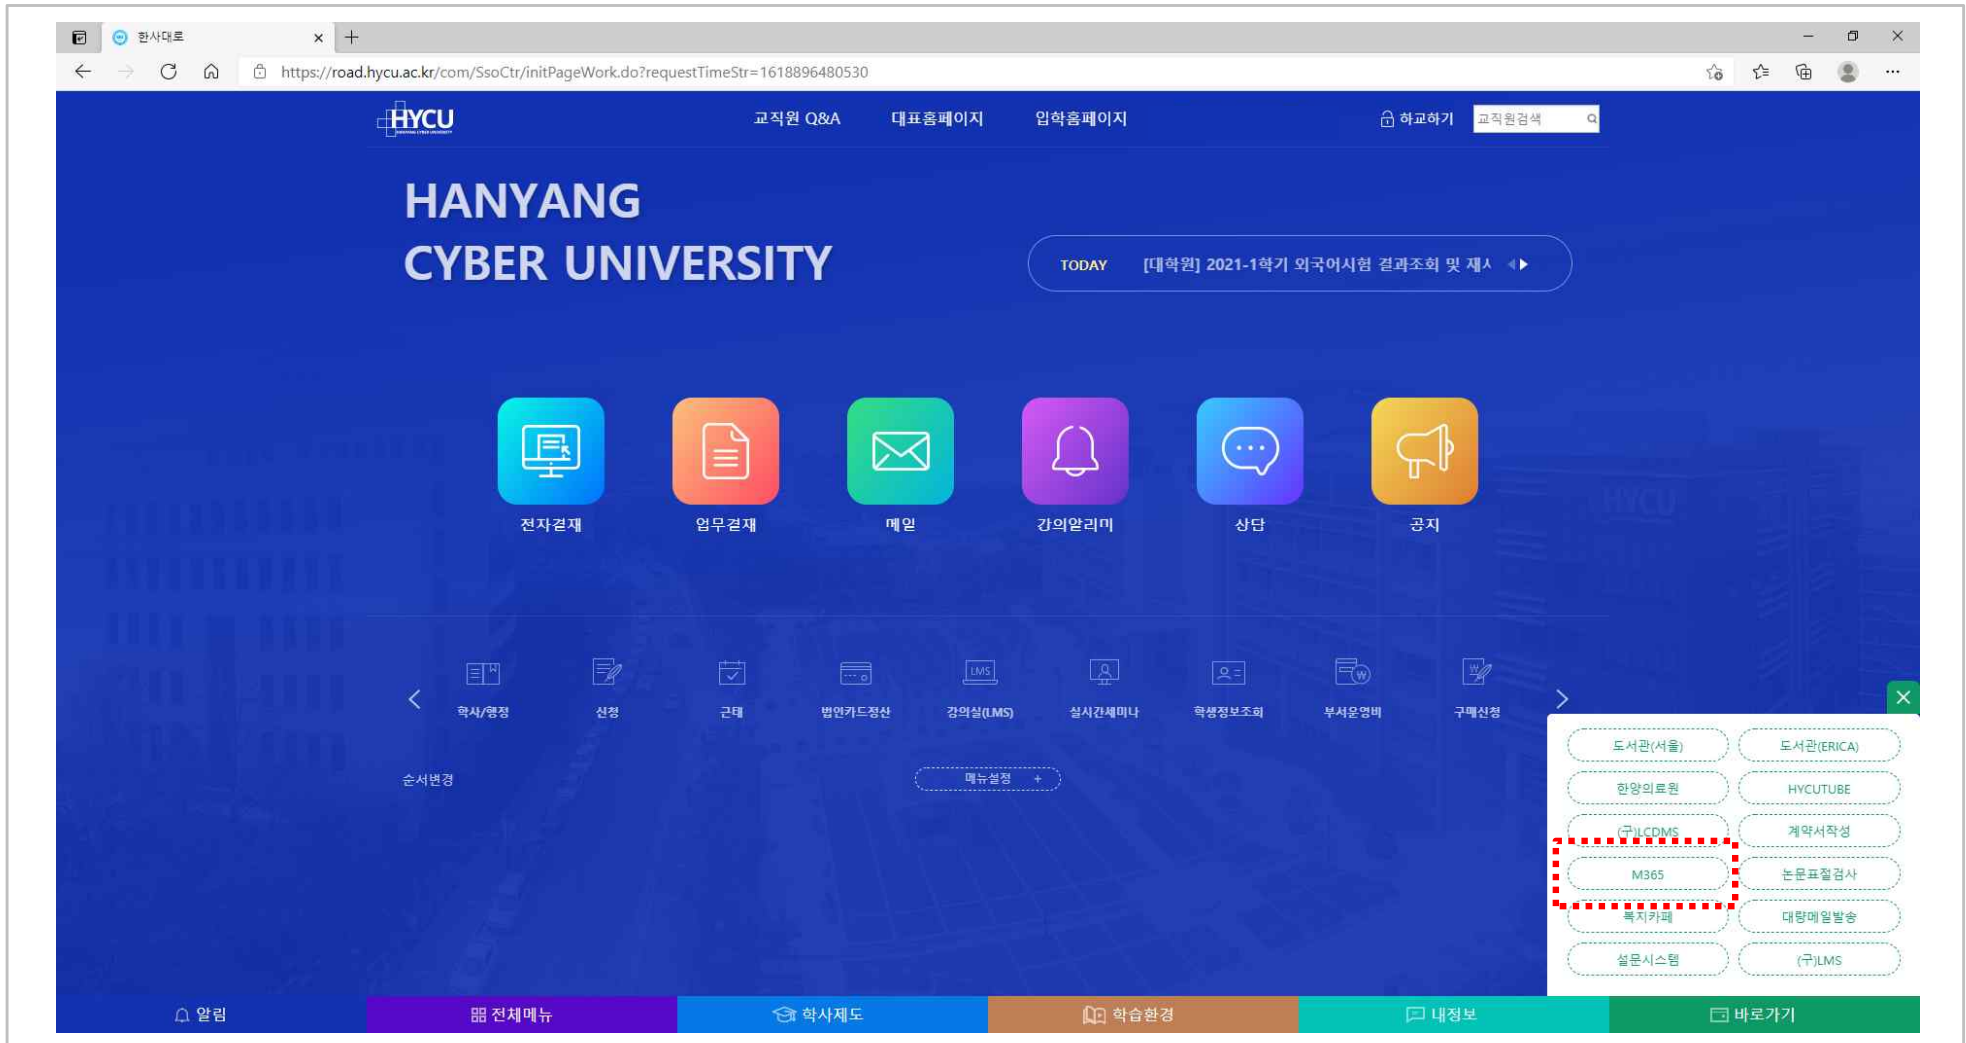 한사대로
https://road.hycu.ac.kr/com/SsoCtr/initPageWork.do?requestTimeStr=1618896480530
HYCU
교직원 Q&A 대표홈페이지 입학홈페이지
하교하기 교직원검색
HANYANG
CYBER UNIVERSITY
TODAY [대학원] 2021-1학기 외국어시험 결과조회 및 재시
전자결재 업무결재 메일 강의알리미 상담 공지
HYCU
학사/행정 신청 근태 법인카드정산 강의실(LMS) 실시간세미나 학생정보조회 부서운영비 구매신청
LMS
순서변경 메뉴설정 +
도서관(서울) 도서관(ERICA)
한양의료원 HYCUTUBE
(구)LCDMS 계약서작성
M365 논문표절검사
복지카페 대량메일발송
설문시스템 (구)LMS
알림 전체메뉴 학사제도 학습환경 내정보 바로가기